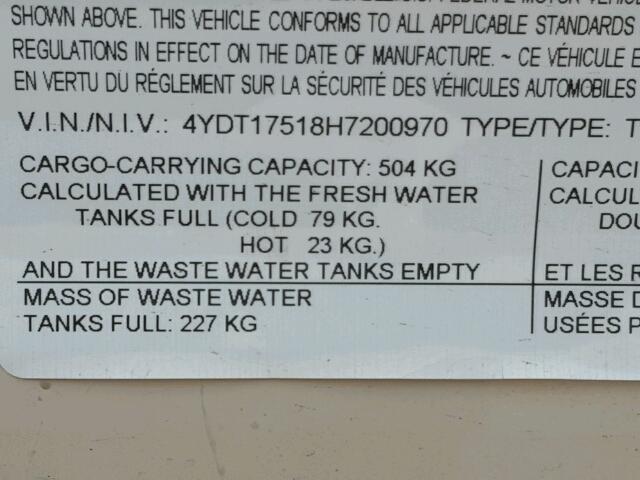 SHOWN ABOVE. THIS VEHICLE CONFORMS TO ALL APPLICABLE STANDARDS
REGULATIONS IN EFFECT ON THE DATE OF MANUFACTURE. ~ CE VÉHICULE E
EN VERTU DU RÉGLEMENT SUR LA SÉCURITÉ DES VÉHICULES AUTOMOBILES
V.I.N./N.I.V.: 4YDT17518H7200970 TYPE/TYPE: T
CARGO-CARRYING CAPACITY: 504 KG
CALCULATED WITH THE FRESH WATER
TANKS FULL (COLD 79 KG.
HOT 23 KG.)
AND THE WASTE WATER TANKS EMPTY
MASS OF WASTE WATER
TANKS FULL: 227 KG
CAPACI
CALCUL
DOU
ET LES R
MASSE D
USÉES P